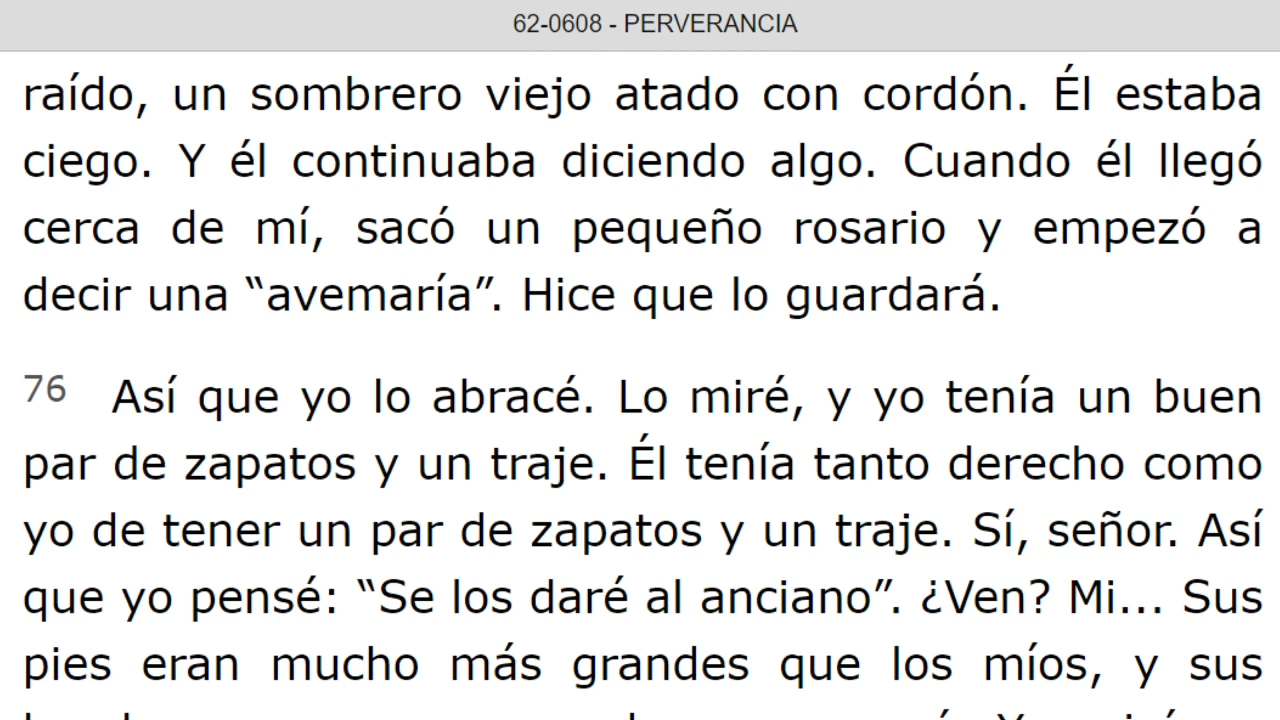 62-0608 - PERVERANCIA
raído, un sombrero viejo atado con cordón. Él estaba
ciego. Y él continuaba diciendo algo. Cuando él llegó
cerca de mí, sacó un pequeño rosario y empezó a
decir una “avemaría”. Hice que lo guardará.
76 Así que yo lo abracé. Lo miré, y yo tenía un buen
par de zapatos y un traje. Él tenía tanto derecho como
yo de tener un par de zapatos y un traje. Sí, señor. Así
que yo pensé: “Se los daré al anciano”. ¿Ven? Mi... Sus
pies eran mucho más grandes que los míos, y sus